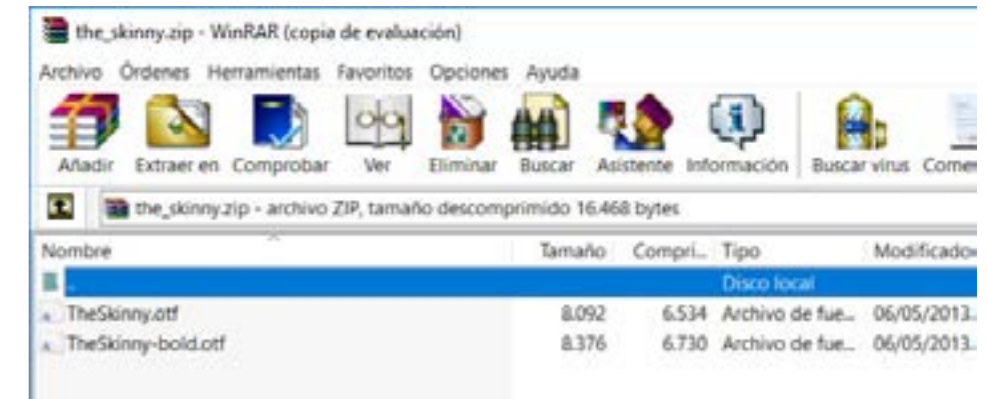 the_skinny.zip - WinRAR (copia de evaluación)
Archivo Órdenes Herramientas Favoritos Opciones Ayuda
Añadir Extraer en Comprobar Ver Eliminar Buscar Asistente Información Buscar virus Comen
the_skinny.zip - archivo ZIP, tamaño descomprimido 16.468 bytes
Nombre Tamaño Compri... Tipo Modificado
.. Disco local
TheSkinny.otf 8.092 6.534 Archivo de fue... 06/05/2013...
TheSkinny-bold.otf 8.376 6.730 Archivo de fue... 06/05/2013...